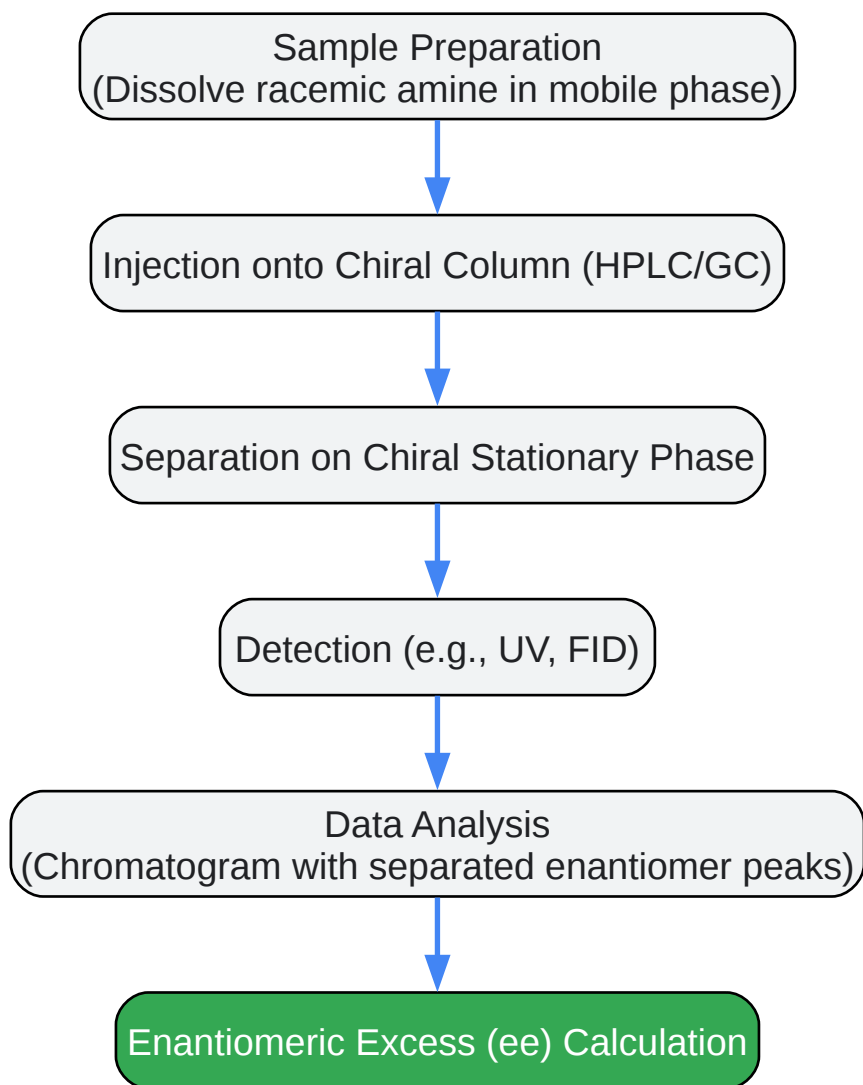 Sample Preparation
(Dissolve racemic amine in mobile phase)
Injection onto Chiral Column (HPLC/GC)
Separation on Chiral Stationary Phase
Detection (e.g., UV, FID)
Data Analysis
(Chromatogram with separated enantiomer peaks)
Enantiomeric Excess (ee) Calculation